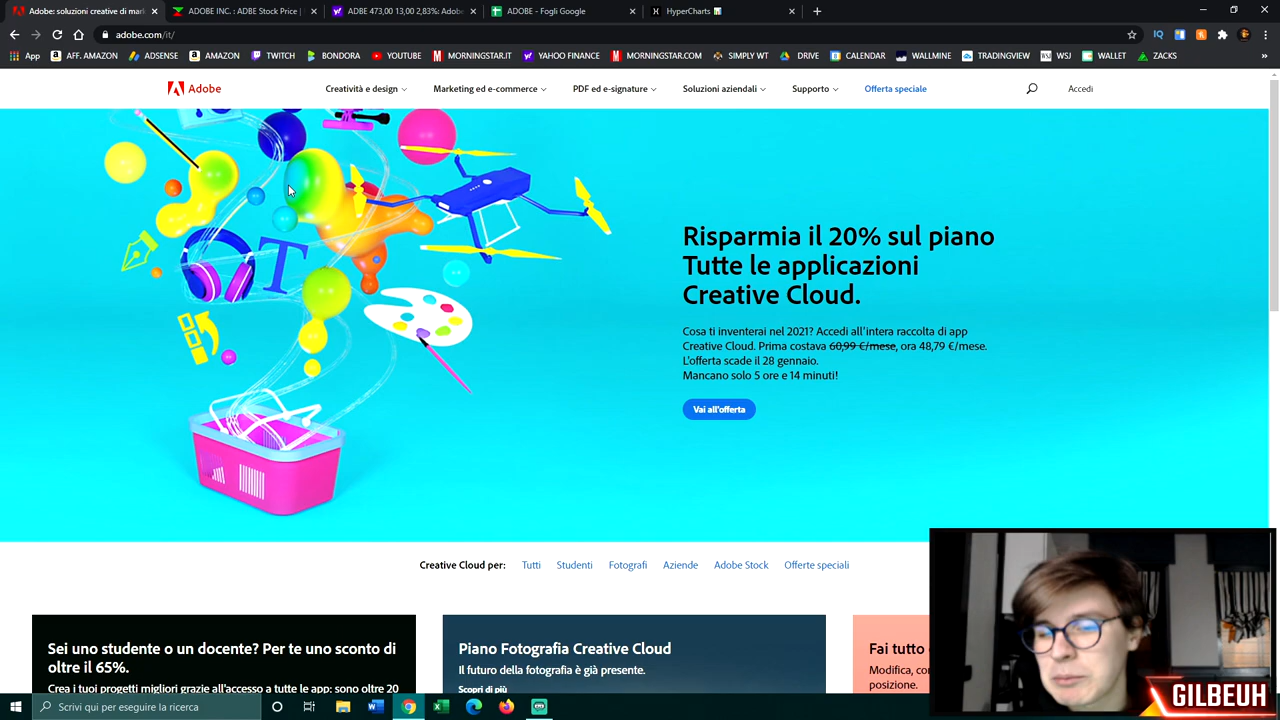 Adobe: soluzioni creative di mark
ADOBE INC. : ADBE Stock Price |
ADBE 473,00 13,00 2,83%: Adobe
ADOBE - Fogli Google
HyperCharts
adobe.com/it/
App
AFF. AMAZON
ADSENSE
AMAZON
TWITCH
BONDORA
YOUTUBE
MORNINGSTAR.IT
YAHOO FINANCE
MORNINGSTAR.COM
SIMPLY WT
DRIVE
CALENDAR
WALLMINE
TRADINGVIEW
WSJ
WALLET
ZACKS
Adobe
Creatività e design
Marketing ed e-commerce
PDF ed e-signature
Soluzioni aziendali
Supporto
Offerta speciale
Accedi
Risparmia il 20% sul piano
Tutte le applicazioni
Creative Cloud.
Cosa ti inventerai nel 2021? Accedi all'intera raccolta di app
Creative Cloud. Prima costava 60,99 €/mese, ora 48,79 €/mese.
L'offerta scade il 28 gennaio.
Mancano solo 5 ore e 14 minuti!
Vai all'offerta
T
Creative Cloud per:
Tutti
Studenti
Fotografi
Aziende
Adobe Stock
Offerte speciali
Sei uno studente o un docente? Per te uno sconto di
oltre il 65%.
Crea i tuoi progetti migliori grazie all'accesso a tutte le app: sono oltre 20
Piano Fotografia Creative Cloud
Il futuro della fotografia è già presente.
Scopri di più
Fai tutto
Modifica, con
posizione.
Scrivi qui per eseguire la ricerca
GILBEUH